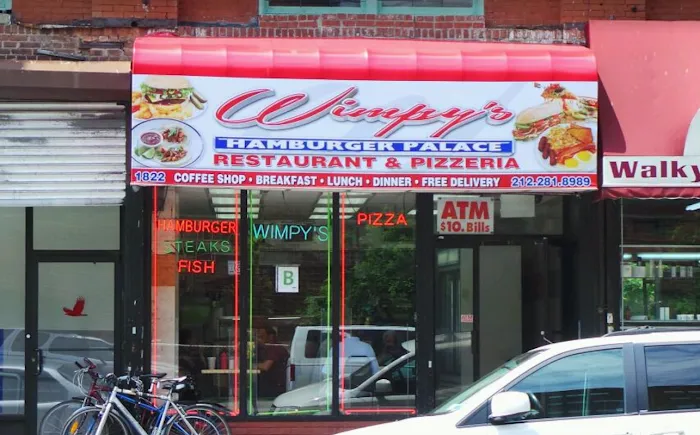 Wimpy's
HAMBURGER PALACE
RESTAURANT & PIZZERIA
1822 COFFEE SHOP • BREAKFAST • LUNCH • DINNER • FREE DELIVERY 212.281.8989
Walky
HAMBURGER
STEAKS
FISH
WIMPY'S
PIZZA
ATM
$10. Bills
B